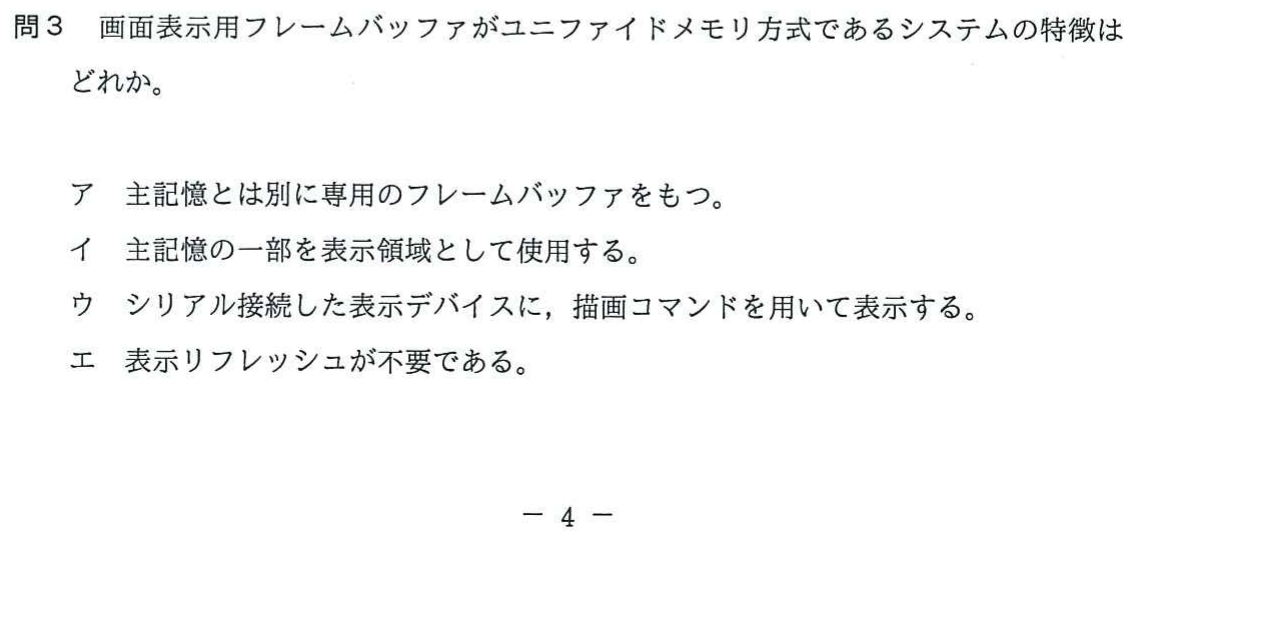 問3 画面表示用フレームバッファがユニファイドメモリ方式であるシステムの特徴は
どれか。
ア 主記憶とは別に専用のフレームバッファをもつ。
イ 主記憶の一部を表示領域として使用する。
ウ シリアル接続した表示デバイスに，描画コマンドを用いて表示する。
エ 表示リフレッシュが不要である。
－ 4 －